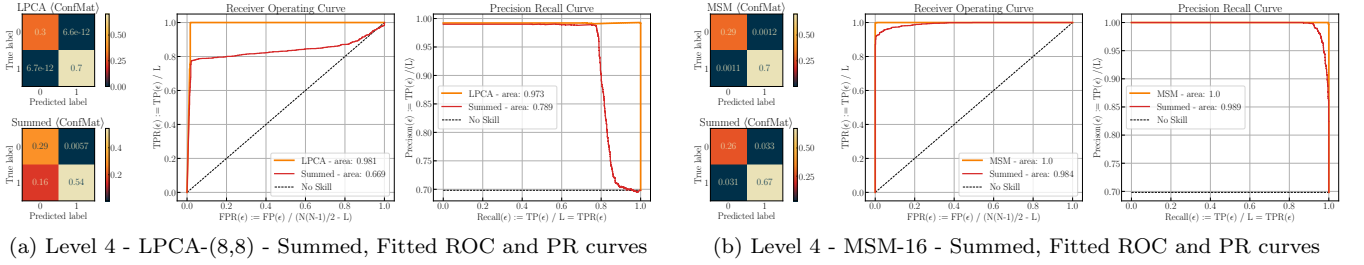 LPCA ⟨ConfMat⟩
True label
0
1
0.3
6.6e-12
6.7e-12
0.7
0
1
Predicted label
0.50
0.25
0.00
Summed ⟨ConfMat⟩
True label
0
1
0.29
0.0057
0.16
0.54
0
1
Predicted label
0.4
0.2
Receiver Operating Curve
TPR(ϵ) := TP(ϵ) / L
1.0
0.8
0.6
0.4
0.2
0.0
LPCA - area: 0.981
Summed - area: 0.669
No Skill
0.0 0.2 0.4 0.6 0.8 1.0
FPR(ϵ) := FP(ϵ) / (N(N-1)/2 - L)
Precision Recall Curve
Precison(ϵ) := TP(ϵ) /⟨L⟩
1.00
0.95
0.90
0.85
0.80
0.75
0.70
LPCA - area: 0.973
Summed - area: 0.789
No Skill
0.0 0.2 0.4 0.6 0.8 1.0
Recall(ϵ) := TP(ϵ) / L = TPR(ϵ)
(a) Level 4 - LPCA-(8,8) - Summed, Fitted ROC and PR curves
MSM ⟨ConfMat⟩
True label
0
1
0.29
0.0012
0.0011
0.7
0
1
Predicted label
0.50
0.25
Summed ⟨ConfMat⟩
True label
0
1
0.26
0.033
0.031
0.67
0
1
Predicted label
0.50
0.25
Receiver Operating Curve
TPR(ϵ) := TP(ϵ) / L
1.0
0.8
0.6
0.4
0.2
0.0
MSM - area: 1.0
Summed - area: 0.984
No Skill
0.0 0.2 0.4 0.6 0.8 1.0
FPR(ϵ) := FP(ϵ) / (N(N-1)/2 - L)
Precision Recall Curve
Precison(ϵ) := TP(ϵ) /⟨L⟩
1.00
0.95
0.90
0.85
0.80
0.75
0.70
MSM - area: 1.0
Summed - area: 0.989
No Skill
0.0 0.2 0.4 0.6 0.8 1.0
Recall(ϵ) := TP(ϵ) / L = TPR(ϵ)
(b) Level 4 - MSM-16 - Summed, Fitted ROC and PR curves